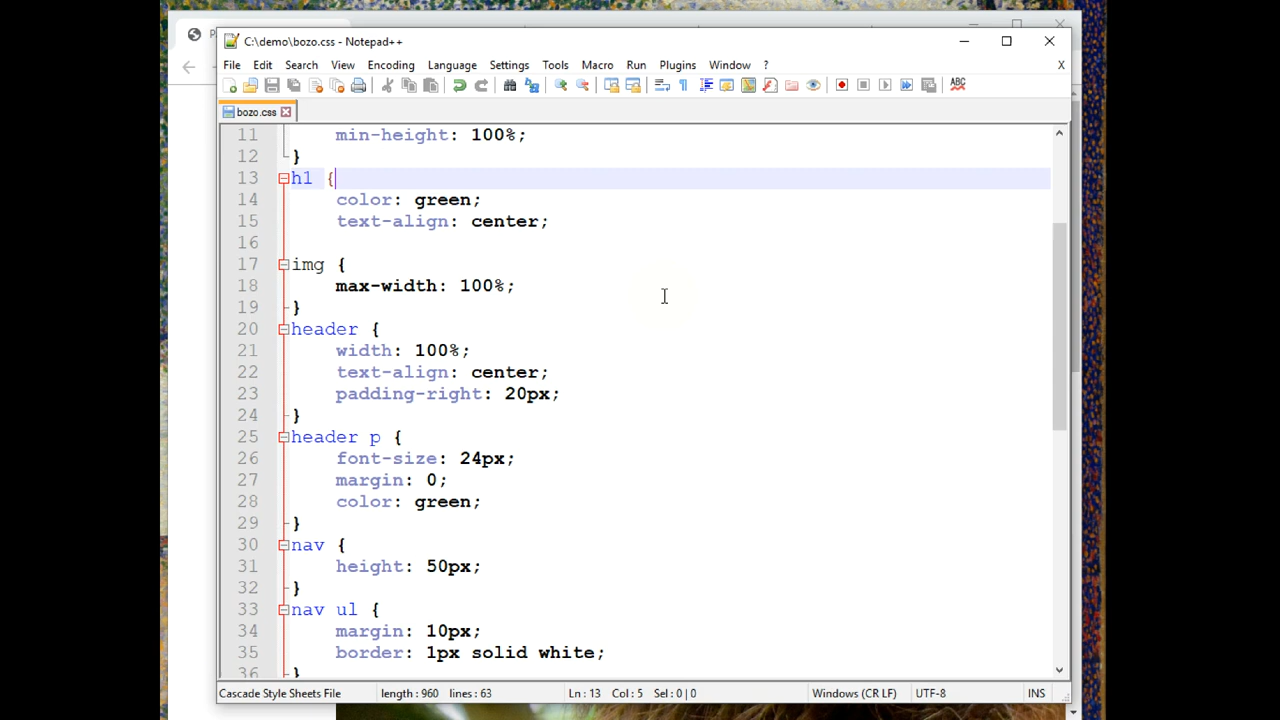 C:\demo\bozo.css - Notepad++
File Edit Search View Encoding Language Settings Tools Macro Run Plugins Window ? X
ABC
bozo.css
11 min-height: 100%;
12 }
13 h1 {
14 color: green;
15 text-align: center;
16
17 img {
18 max-width: 100%;
19 }
20 header {
21 width: 100%;
22 text-align: center;
23 padding-right: 20px;
24 }
25 header p {
26 font-size: 24px;
27 margin: 0;
28 color: green;
29 }
30 nav {
31 height: 50px;
32 }
33 nav ul {
34 margin: 10px;
35 border: 1px solid white;
36 }
Cascade Style Sheets File length : 960 lines : 63 Ln : 13 Col : 5 Sel : 0 | 0 Windows (CR LF) UTF-8 INS